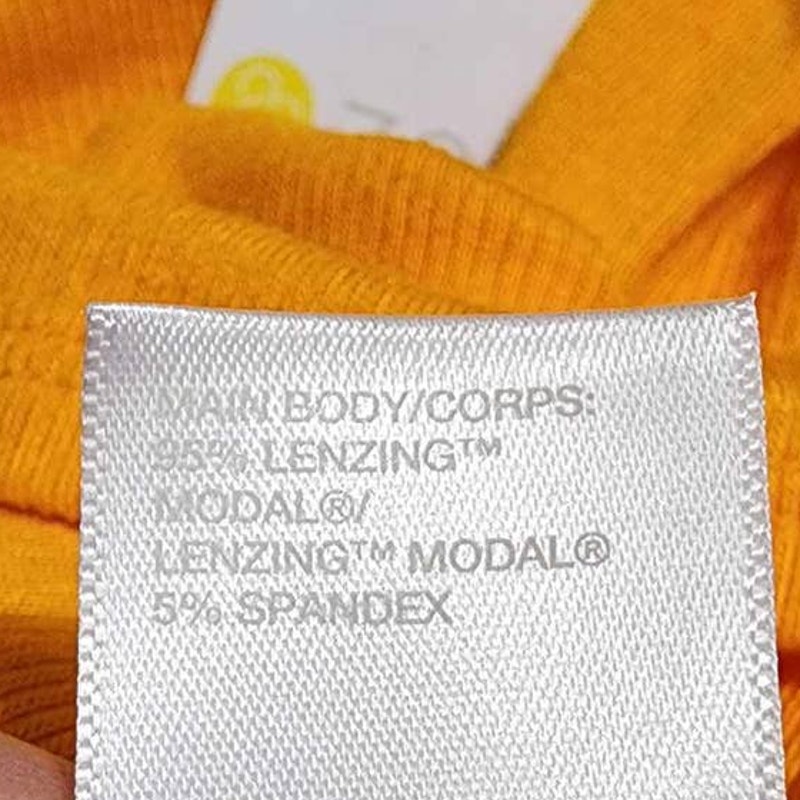 MAIN BODY/CORPS:
95% LENZING™
MODAL®/
LENZING™ MODAL®
5% SPANDEX